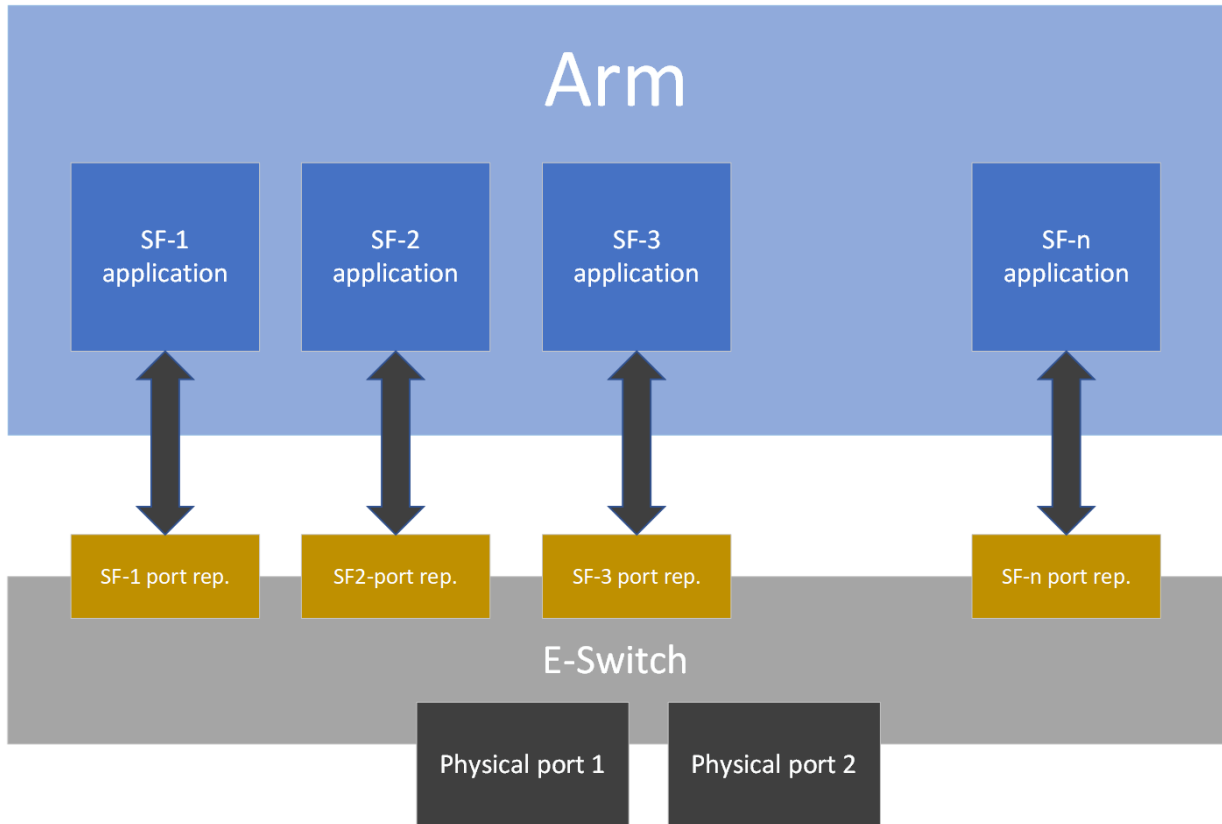 Arm
SF-1
application
SF-2
application
SF-3
application
SF-n
application
SF-1 port rep.
SF2-port rep.
SF-3 port rep.
SF-n port rep.
E-Switch
Physical port 1
Physical port 2